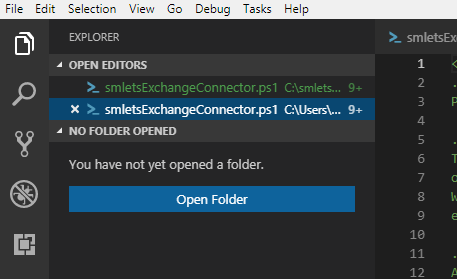 File Edit Selection View Go Debug Tasks Help
EXPLORER
OPEN EDITORS
smletsExchangeConnector.ps1 C:\smlets... 9+
smletsExchangeConnector.ps1 C:\Users\... 9+
NO FOLDER OPENED
You have not yet opened a folder.
Open Folder
smletsEx
1 <
2 .
3 P
4
5 .
6 T
7
8 W
9 e
10
11 .
12 A